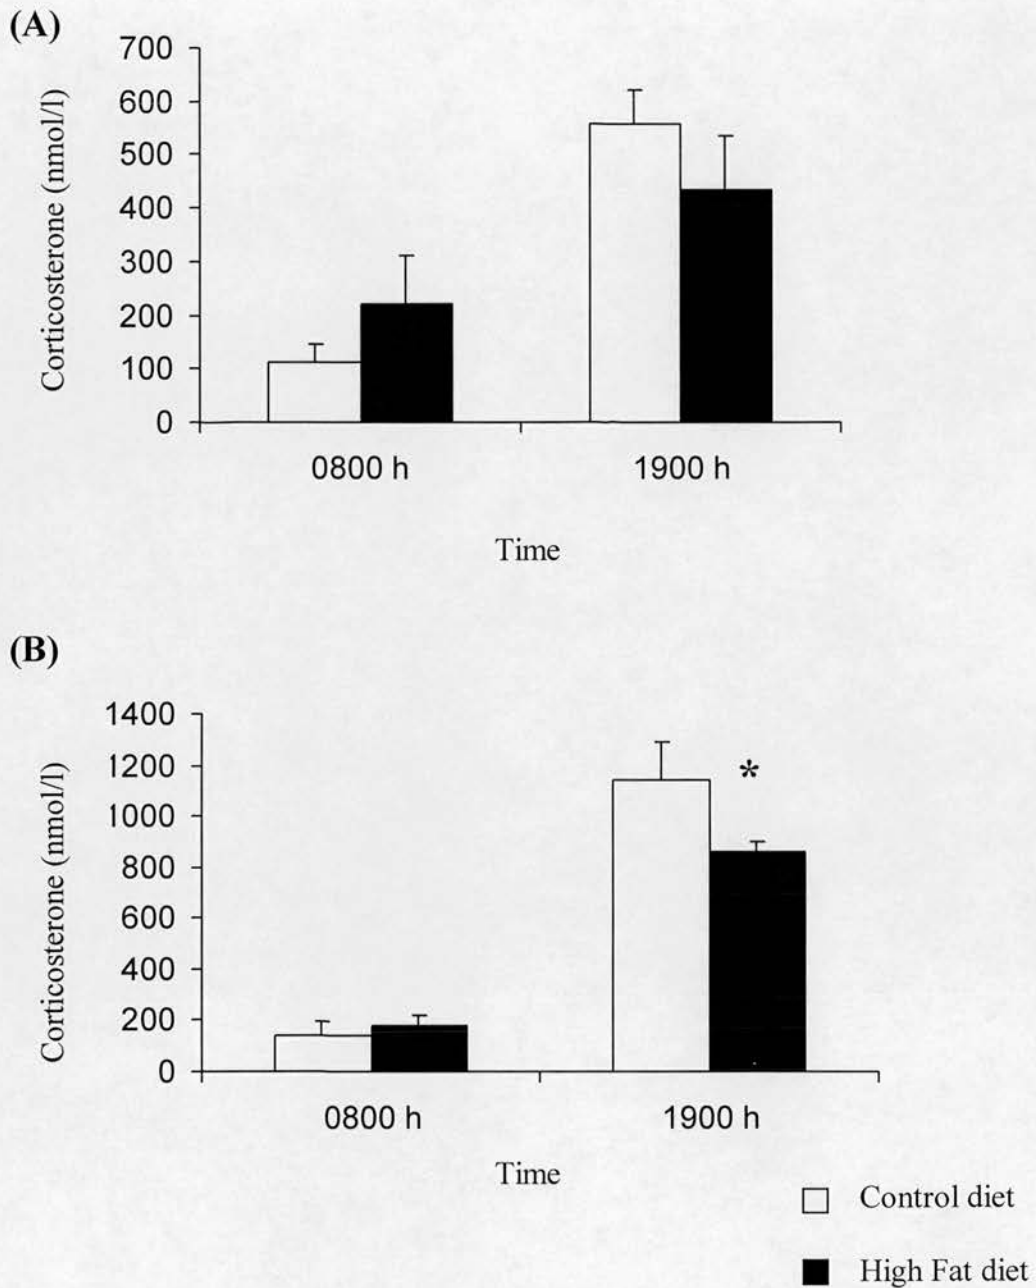 (A)
700
600
500
400
300
200
100
0
Corticosterone (nmol/l)
0800 h 1900 h
Time
(B)
1400
1200
1000
800
600
400
200
0
Corticosterone (nmol/l)
*
0800 h 1900 h
Time
Control diet
High Fat diet